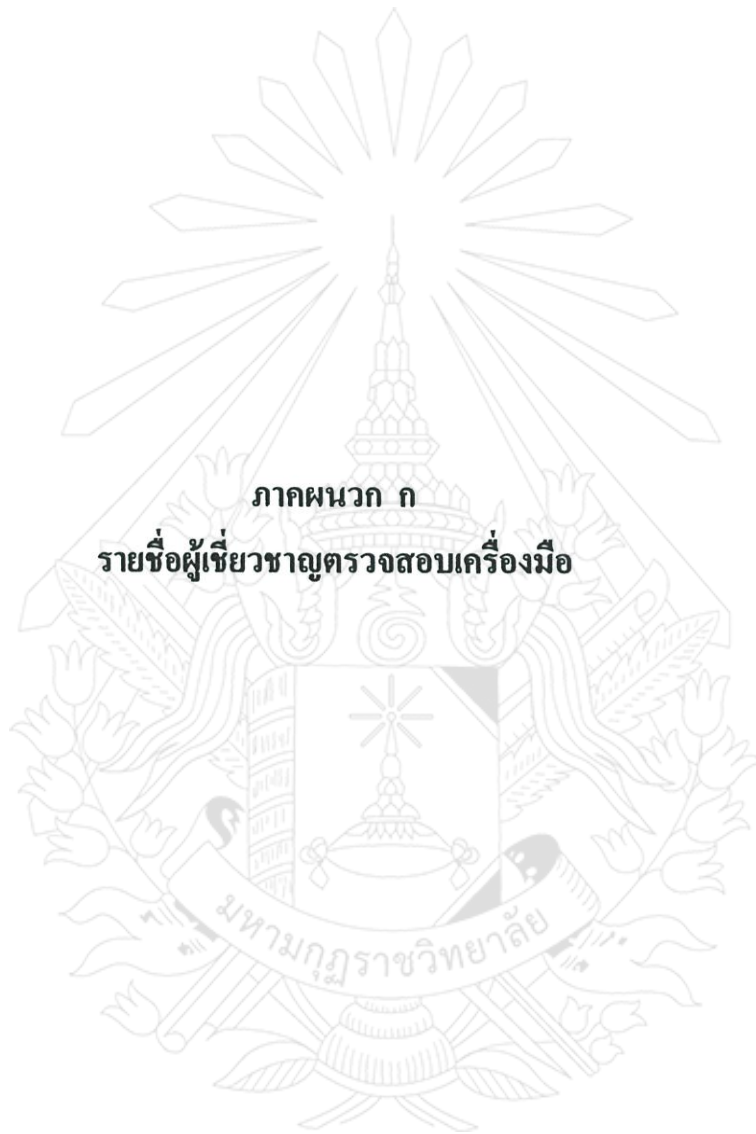 ภาคผนวก ก
รายชื่อผู้เชี่ยวชาญตรวจสอบเครื่องมือ
มหามกุฏราชวิทยาลัย